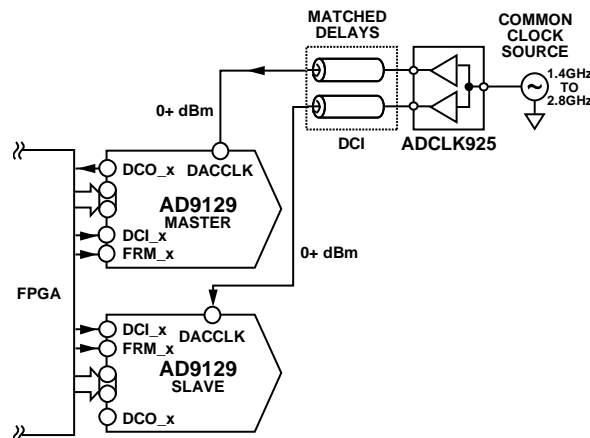 MATCHED
DELAYS
COMMON
CLOCK
SOURCE
1.4GHz
TO
2.8GHz
~
0+ dBm
DCI
ADCLK925
DCO_x
DACCLK
AD9129
MASTER
DCI_x
FRM_x
0+ dBm
FPGA
DCI_x
DACCLK
FRM_x
AD9129
SLAVE
DCO_x